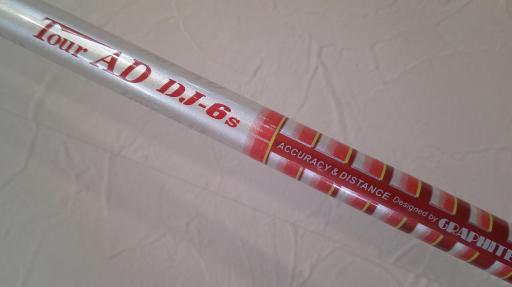 Tour AD DJ-6s
ACCURACY & DISTANCE Designed by GRAPHITE